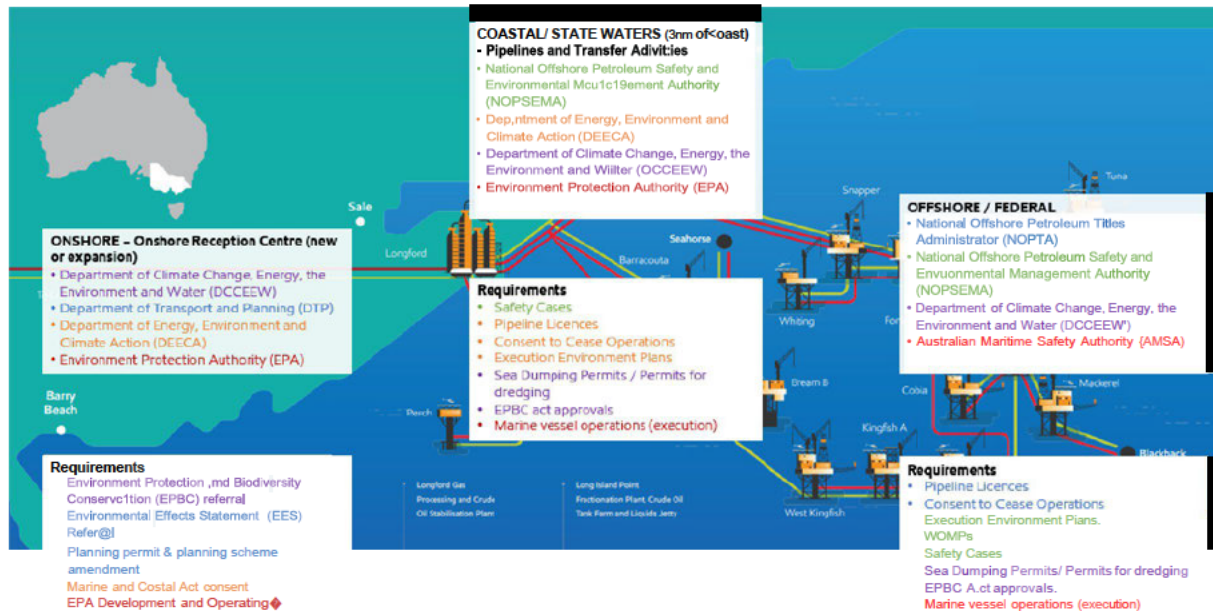 COASTAL/ STATE WATERS (3nm of<oast)
- Pipelines and Transfer Adivit:ies
• National Offshore Petroleum Safety and
Environmental Mcu1c19ement Authority
(NOPSEMA)
• Dep,ntment of Energy, Environment and
Climate Action (DEECA)
• Department of Climate Change, Energy, the
Environment and Wiilter (OCCEEW)
• Environment Protection Authority (EPA)
Sale
Longford
Seahorse
Barracouta
Snapper
Tuna
Whiting
ONSHORE – Onshore Reception Centre (new
or expansion)
• Department of Climate Change, Energy, the
Environment and Water (DCCEEW)
• Department of Transport and Planning (DTP)
• Department of Energy, Environment and
Climate Action (DEECA)
• Environment Protection Authority (EPA)
Requirements
• Safety Cases
• Pipeline Licences
• Consent to Cease Operations
• Execution Environment Plans
• Sea Dumping Permits / Permits for
dredging
• EPBC act approvals
• Marine vessel operations (execution)
OFFSHORE / FEDERAL
• National Offshore Petroleum Titles
Administrator (NOPTA)
• National Offshore Petroleum Safety and
Envuonmental Management Authority
(NOPSEMA)
• Department of Climate Change, Energy, the
Environment and Water (DCCEEW')
• Australian Maritime Safety Authority {AMSA)
Barry
Beach
Perch
Bream B
Cobia
Mackerel
Kingfish A
Blackback
West Kingfish
Requirements
Environment Protection ,md Biodiversity
Conservc1tion (EPBC) referral
Environmental Effects Statement (EES)
Refer@l
Planning permit & planning scheme
amendment
Marine and Costal Act consent
EPA Development and Operating�
Longford Gas
Processing and Crude
Oil Stabilisation Plant
Long Island Point
Fractionation Plant, Crude Oil
Tank Farm and Liquids Jetty
Requirements
• Pipeline Licences
• Consent to Cease Operations
Execution Environment Pians.
WOMPs
Safety Cases
Sea Dumping Permits/ Permits for dredging
EPBC A.ct approvals.
Marine vessel operations (execution)